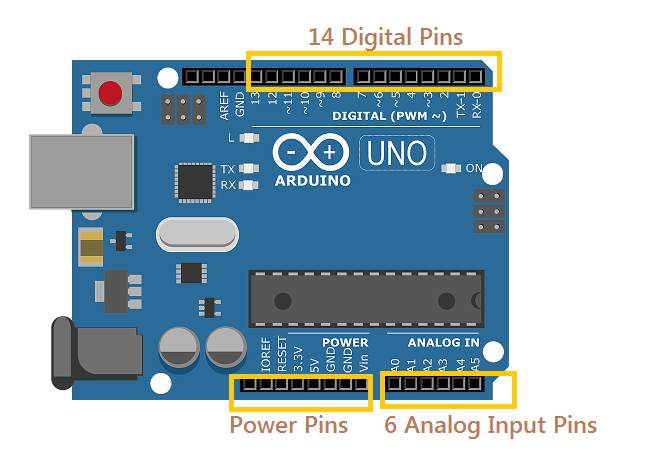 14 Digital Pins
AREF
GND
13
12
~11
~10
~9
8
7
~6
~5
4
~3
2
TX→1
RX→0
DIGITAL (PWM ~)
L
TX
RX
- +
ARDUINO
UNO
ON
POWER
ANALOG IN
IOREF
RESET
3.3V
5V
GND
GND
Vin
A0
A1
A2
A3
A4
A5
Power Pins
6 Analog Input Pins